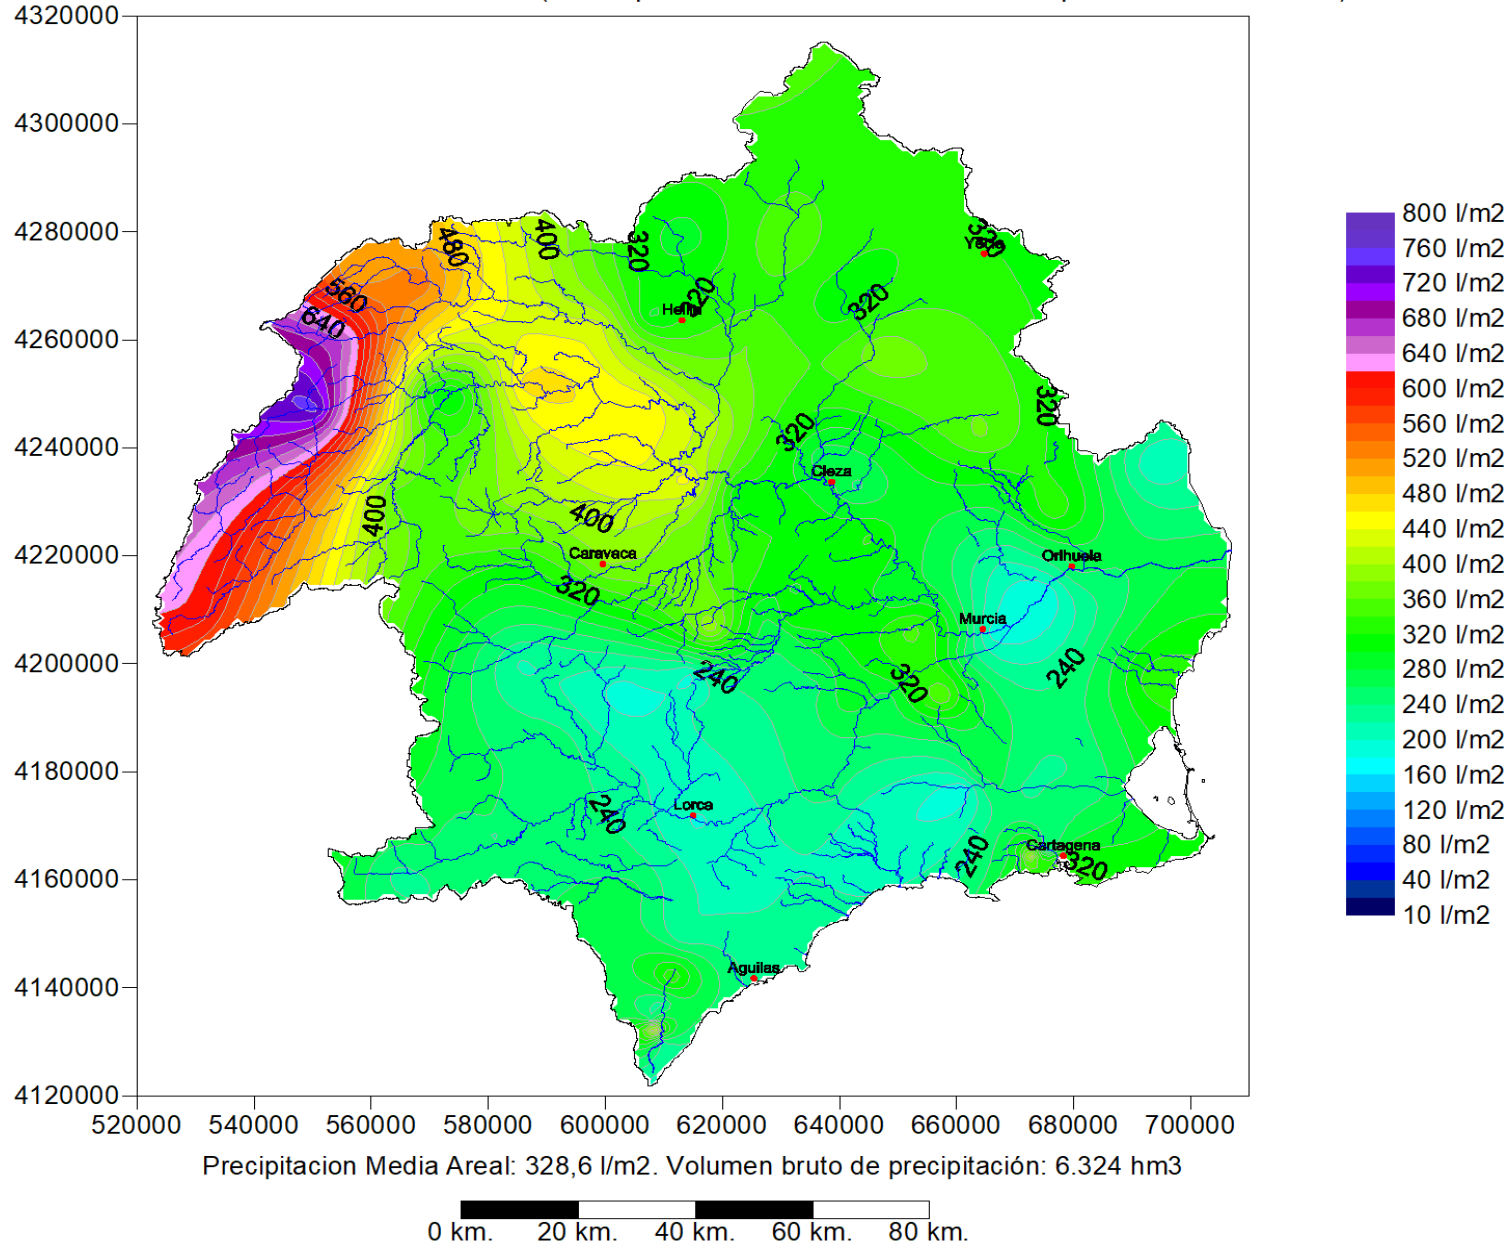 4320000
4300000
4280000
4260000
4240000
4220000
4200000
4180000
4160000
4140000
4120000
520000 540000 560000 580000 600000 620000 640000 660000 680000 700000
480
400
320
320
560
640
320
320
Hellin
320
320
320
Cieza
400
400
Caravaca
320
Orihuela
Murcia
240
240
320
Lorca
240
240
Cartagena
320
Aguilas
800 l/m2
760 l/m2
720 l/m2
680 l/m2
640 l/m2
600 l/m2
560 l/m2
520 l/m2
480 l/m2
440 l/m2
400 l/m2
360 l/m2
320 l/m2
280 l/m2
240 l/m2
200 l/m2
160 l/m2
120 l/m2
80 l/m2
40 l/m2
10 l/m2
Precipitacion Media Areal: 328,6 l/m2. Volumen bruto de precipitación: 6.324 hm3
0 km. 20 km. 40 km. 60 km. 80 km.